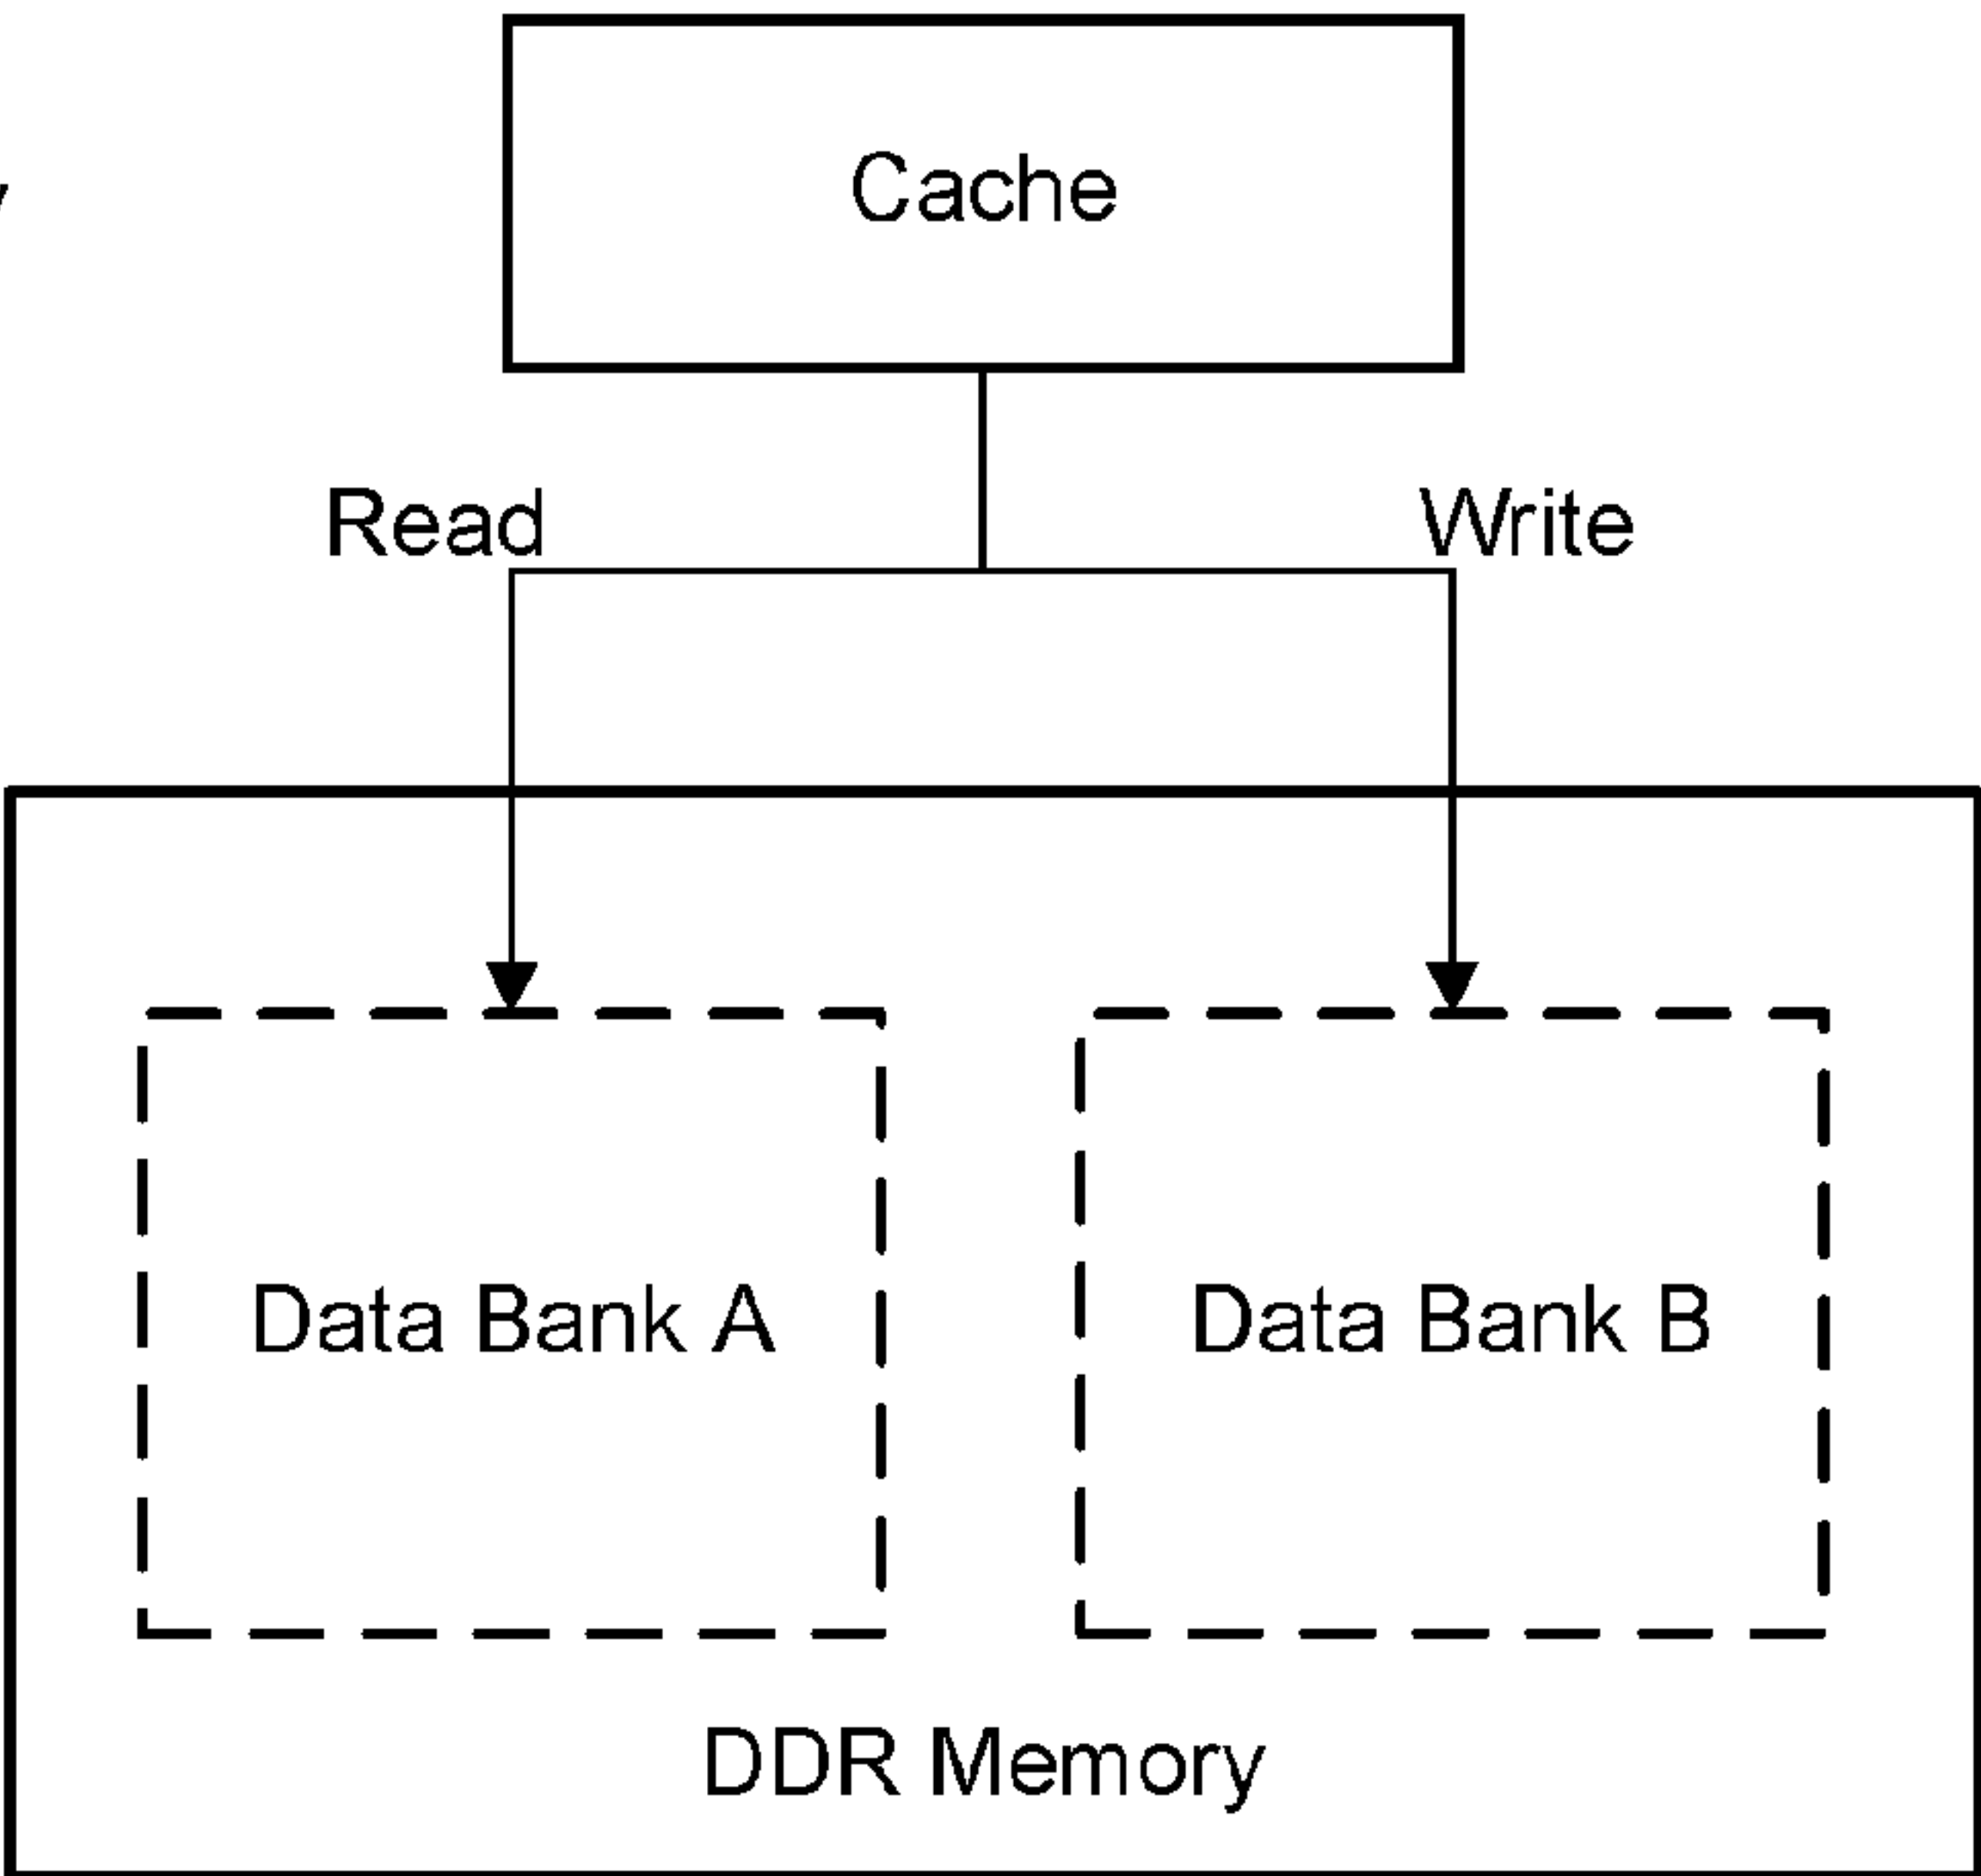 Cache
Read
Write
Data Bank A
Data Bank B
DDR Memory